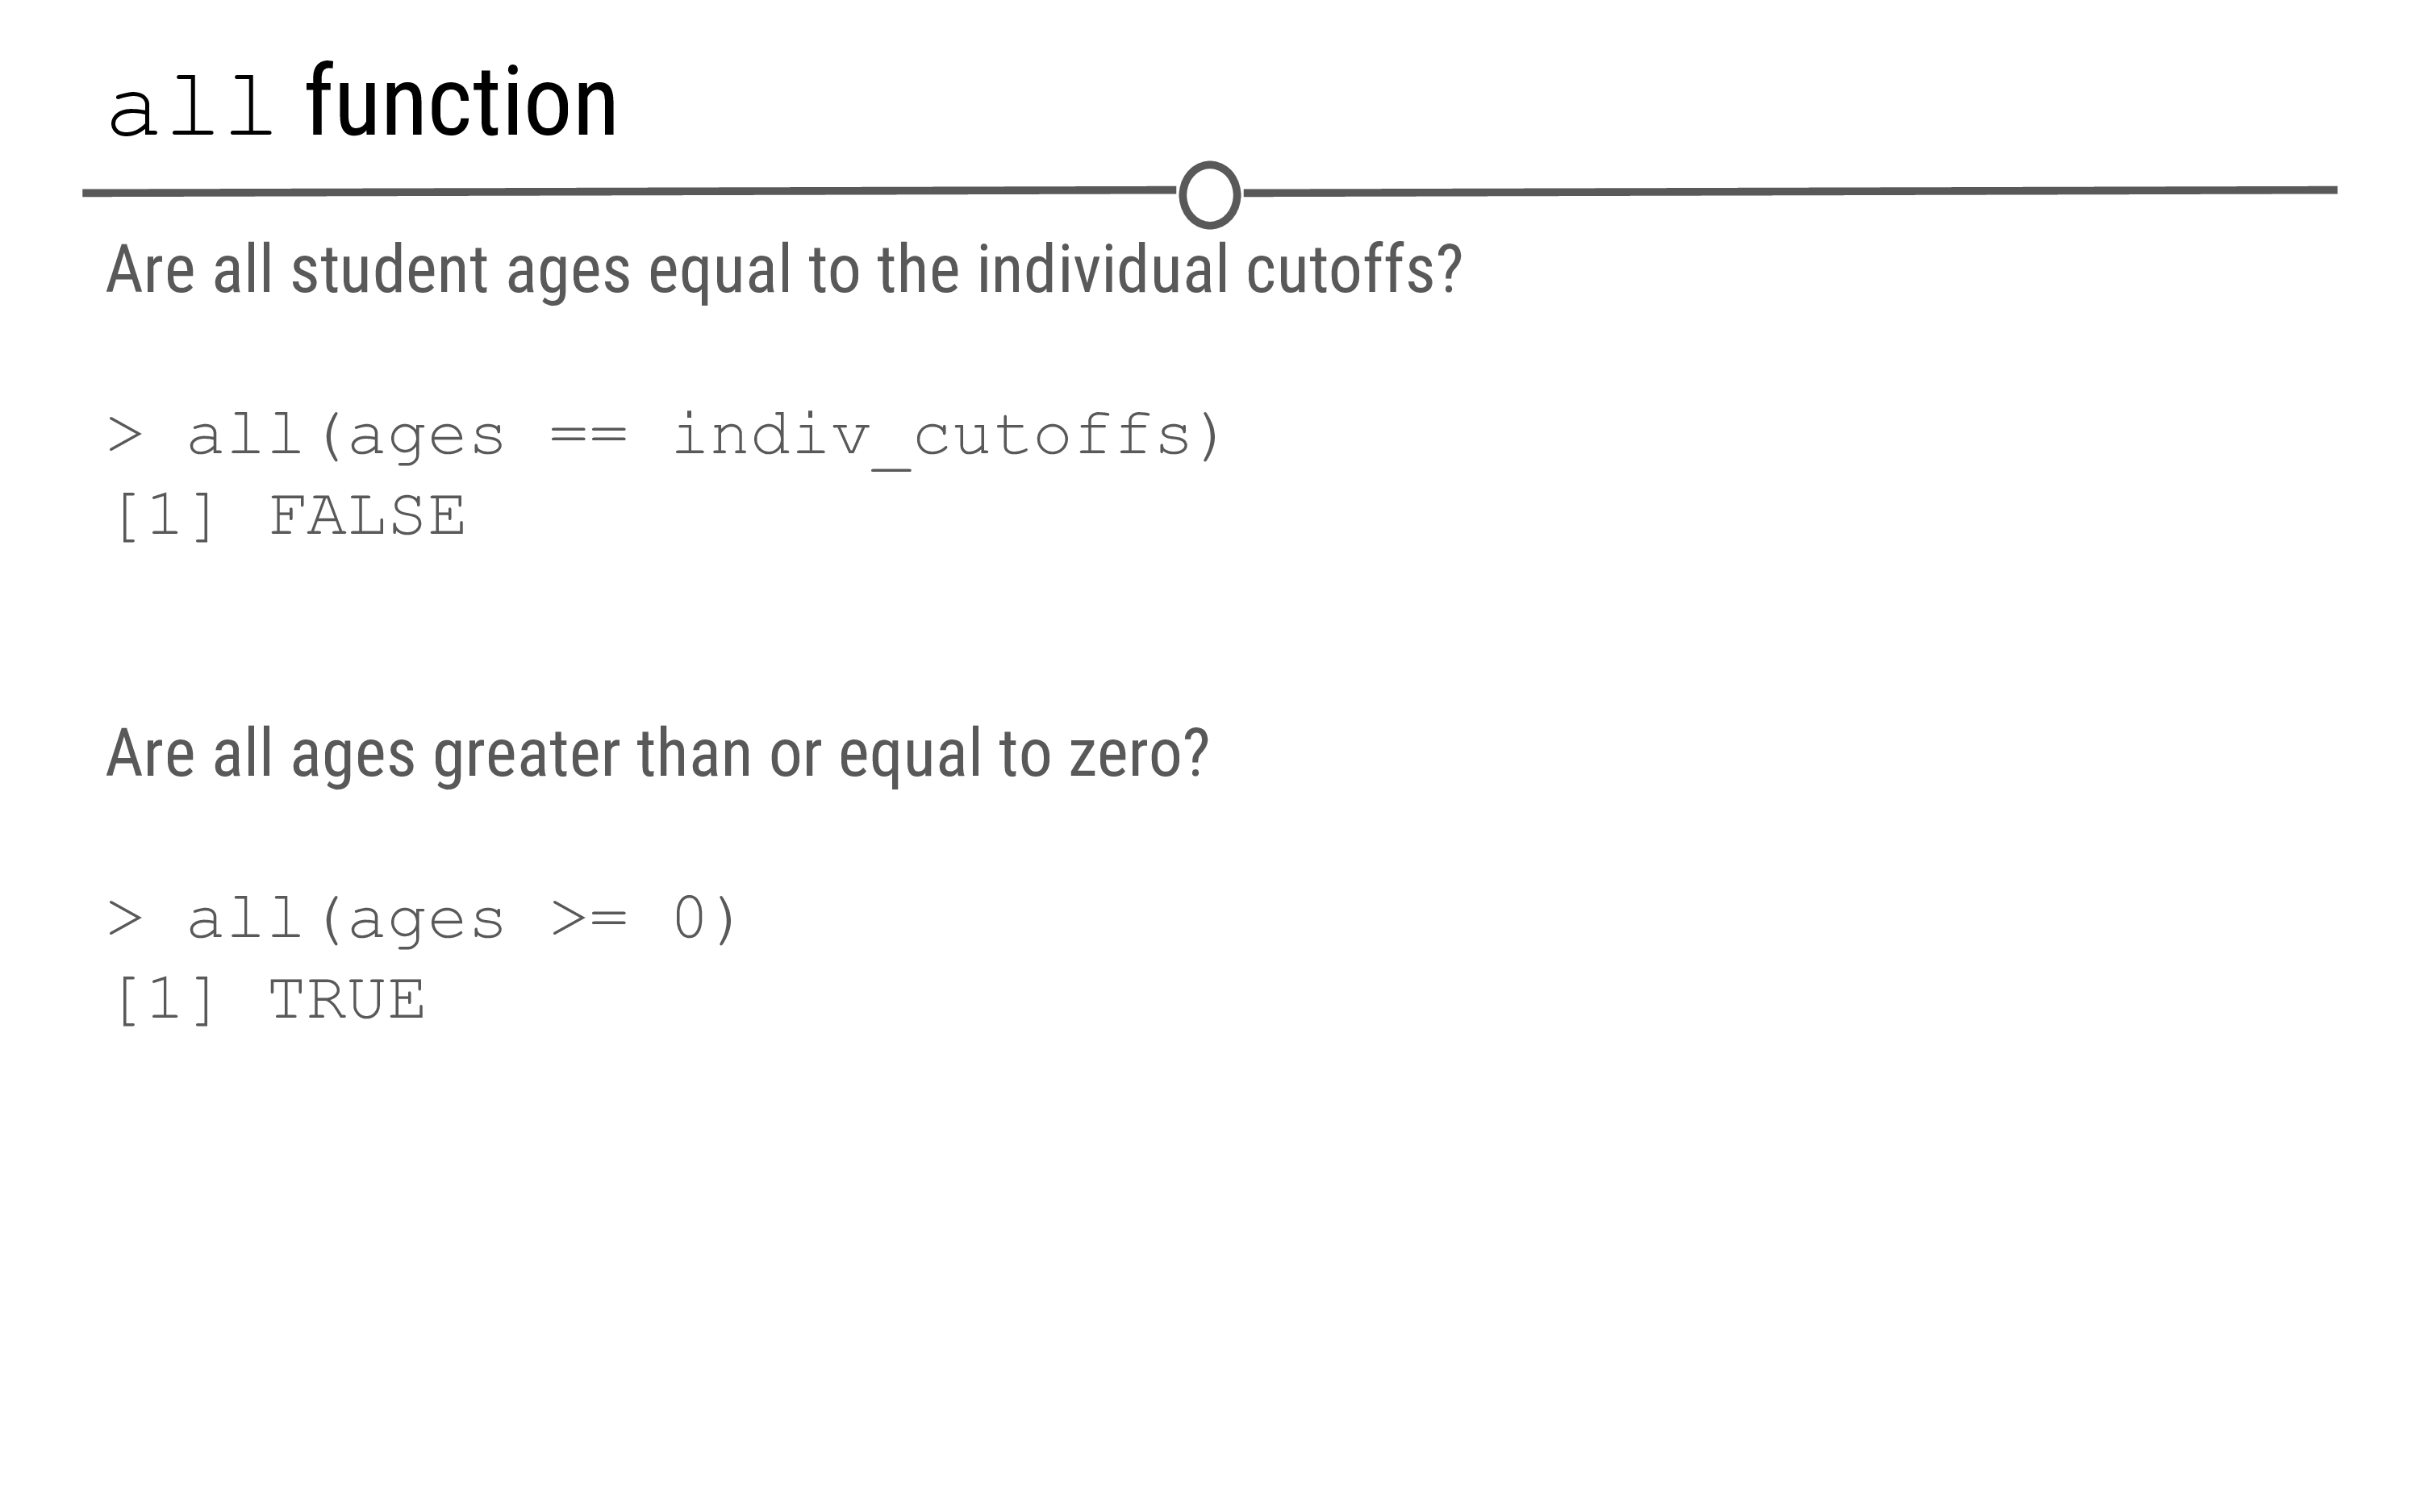 all function
Are all student ages equal to the individual cutoffs?
> all(ages == indiv_cutoffs)
[1] FALSE
Are all ages greater than or equal to zero?
> all(ages >= 0)
[1] TRUE